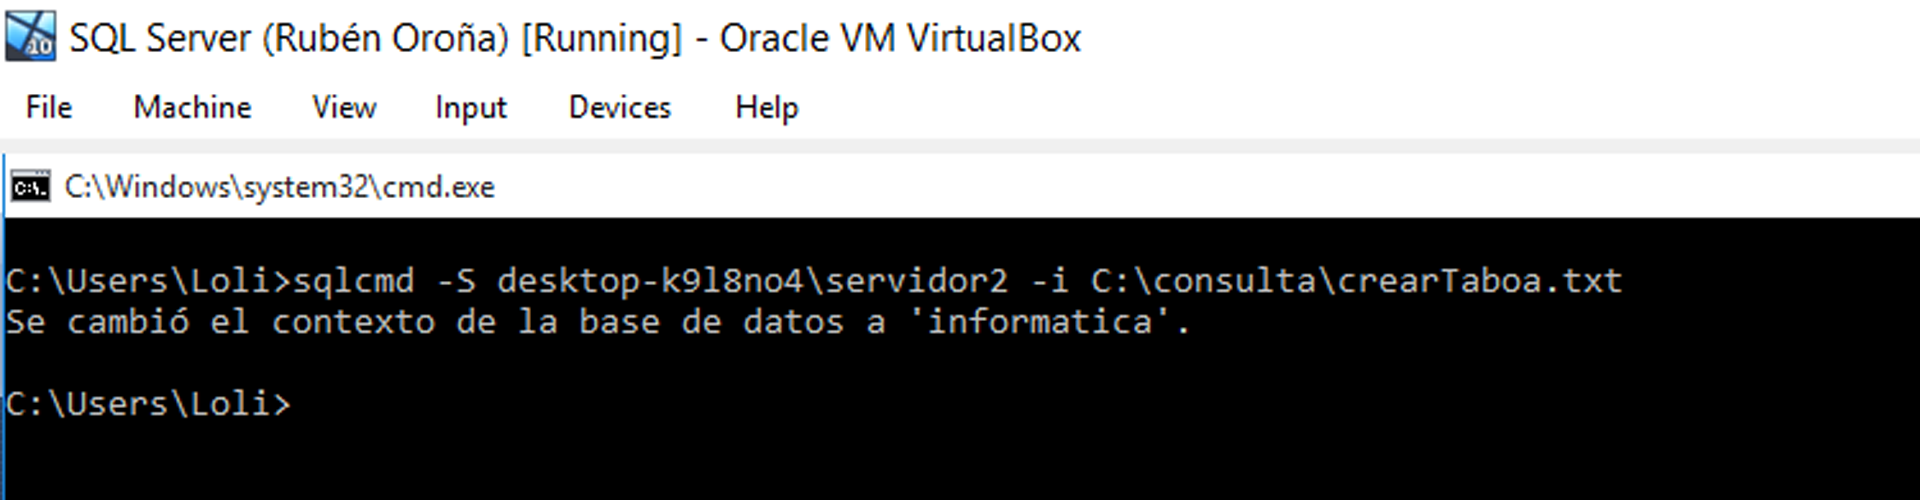 SQL Server (Rubén Oroña) [Running] - Oracle VM VirtualBox
File Machine View Input Devices Help
C:\Windows\system32\cmd.exe
C:\Users\Loli>sqlcmd -S desktop-k9l8no4\servidor2 -i C:\consulta\crearTaboa.txt
Se cambió el contexto de la base de datos a 'informatica'.
C:\Users\Loli>